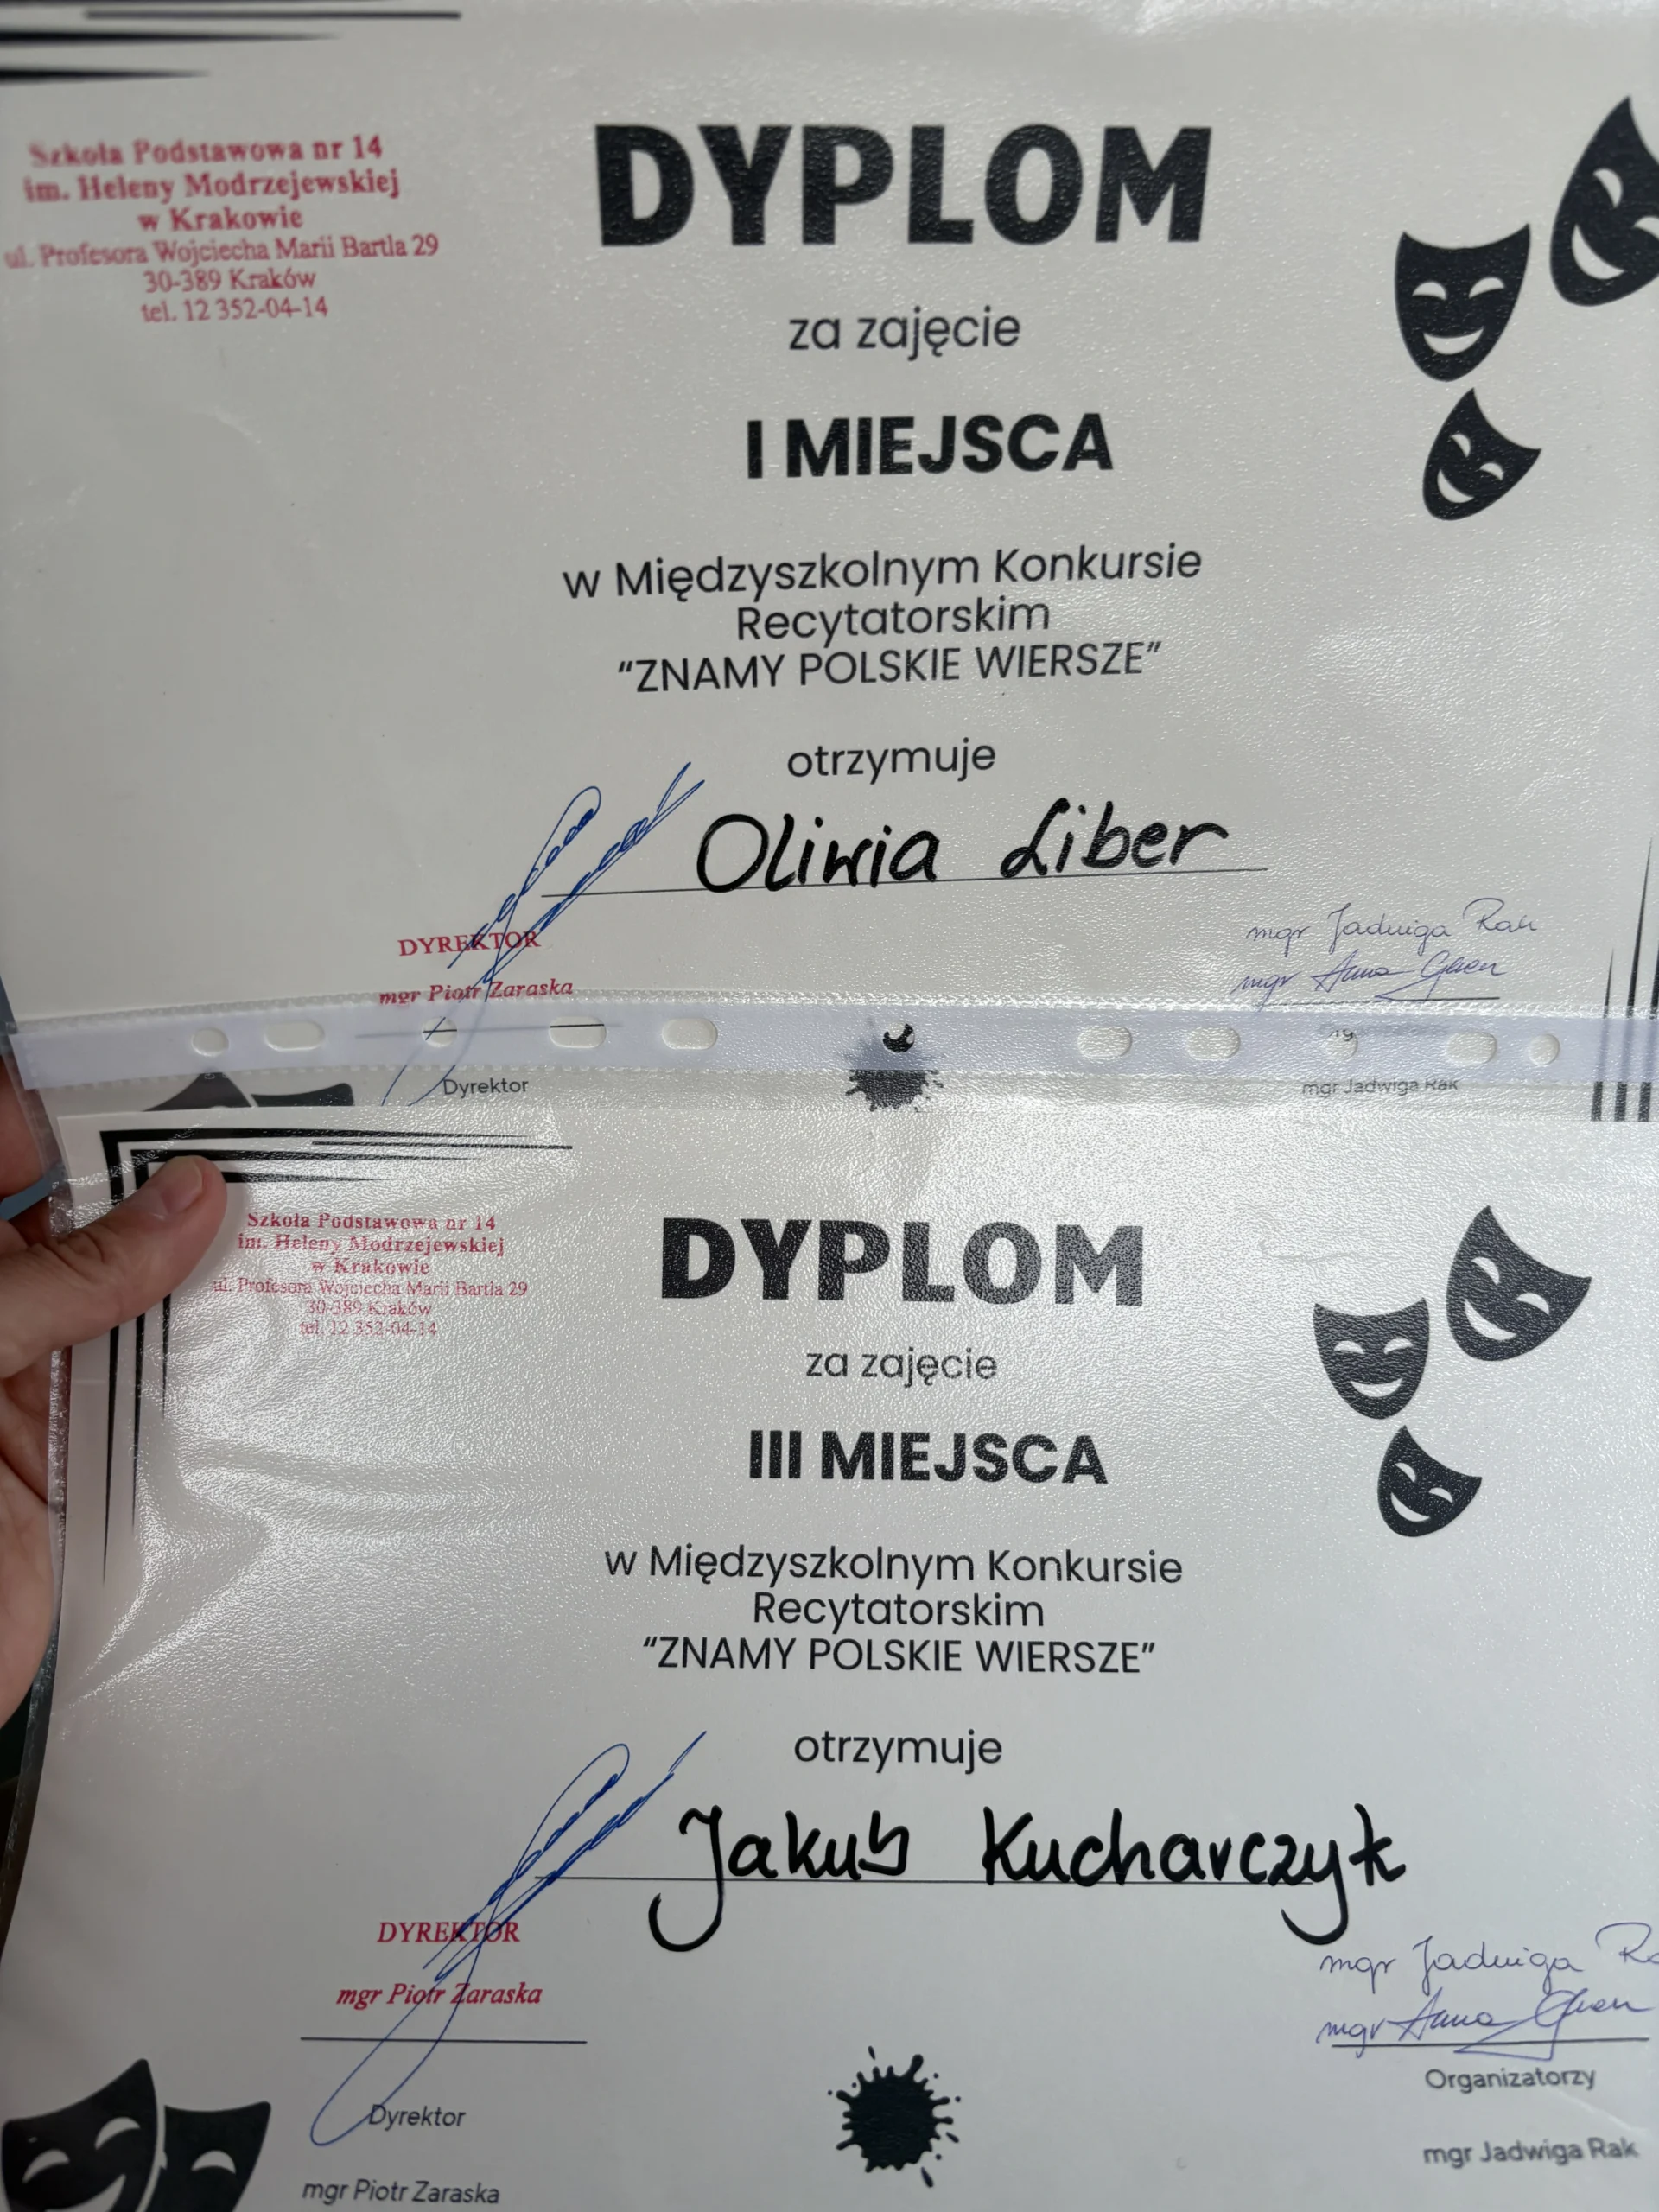 Szkoła Podstawowa nr 14
im. Heleny Modrzejewskiej
w Krakowie
ul. Profesora Wojciecha Marii Bartla 29
30-389 Kraków
tel. 12 352-04-14
DYPLOM
za zajęcie
I MIEJSCA
w Międzyszkolnym Konkursie
Recytatorskim
“ZNAMY POLSKIE WIERSZE”
otrzymuje
Oliwia Liber
DYREKTOR
mgr Piotr Zaraska
mgr Jadwiga Rak
mgr Anna
Dyrektor
mgr Jadwiga Rak
Szkoła Podstawowa nr 14
im. Heleny Modrzejewskiej
w Krakowie
ul. Profesora Wojciecha Marii Bartla 29
30-389 Kraków
tel. 12 352-04-14
DYPLOM
za zajęcie
III MIEJSCA
w Międzyszkolnym Konkursie
Recytatorskim
“ZNAMY POLSKIE WIERSZE”
otrzymuje
Jakub Kucharczyk
DYREKTOR
mgr Piotr Zaraska
mgr Jadwiga
mgr Anna
Dyrektor
mgr Piotr Zaraska
Organizatorzy
mgr Jadwiga Rak